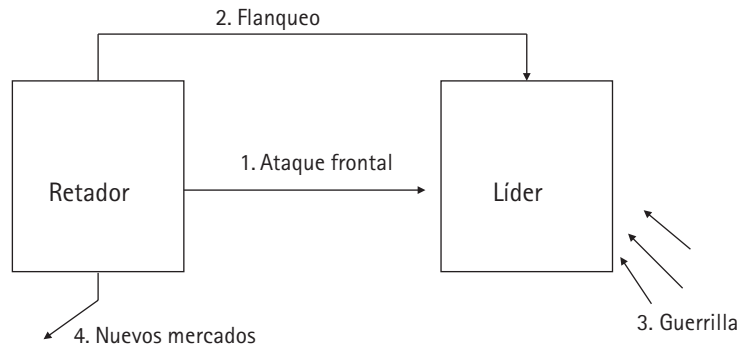 2. Flanqueo
1. Ataque frontal
Retador
Líder
3. Guerrilla
4. Nuevos mercados